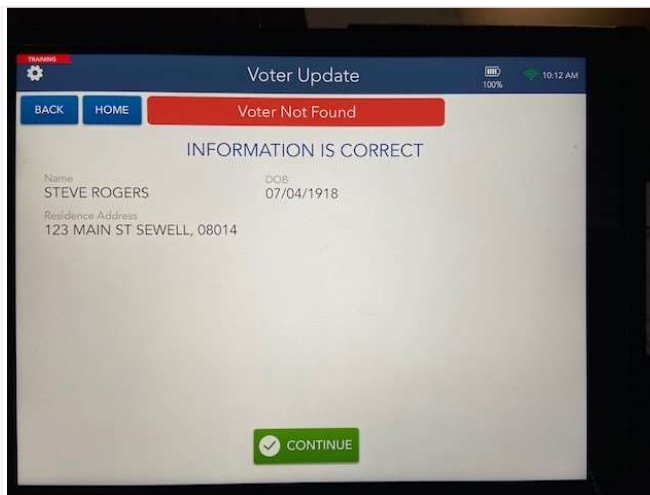 TRAINING
Voter Update
100%
10:12 AM
BACK
HOME
Voter Not Found
INFORMATION IS CORRECT
Name
DOB
STEVE ROGERS
07/04/1918
Residence Address
123 MAIN ST SEWELL, 08014
CONTINUE